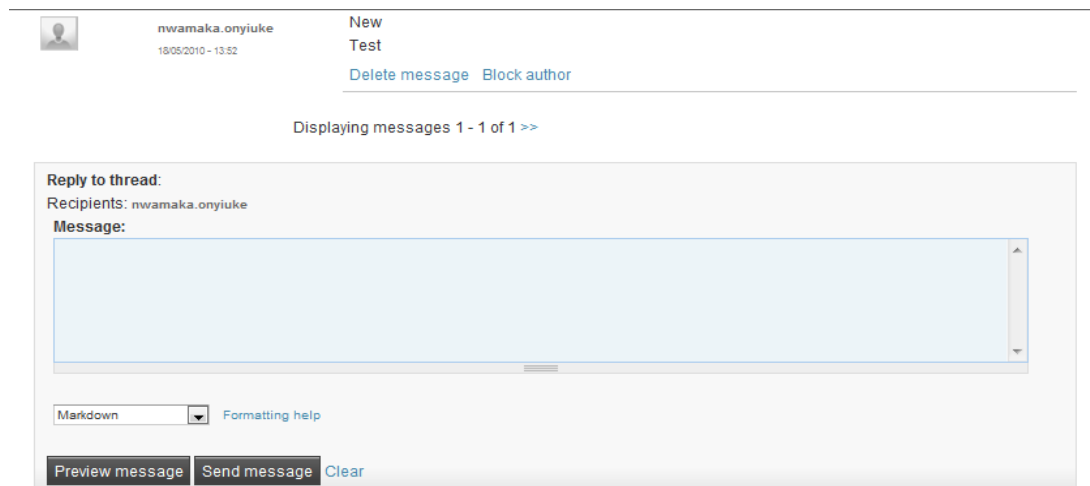 nwamaka.onyiuke
18/05/2010 - 13:52
New
Test
Delete message Block author
Displaying messages 1 - 1 of 1 >>
Reply to thread:
Recipients: nwamaka.onyiuke
Message:
Markdown Formatting help
Preview message Send message Clear